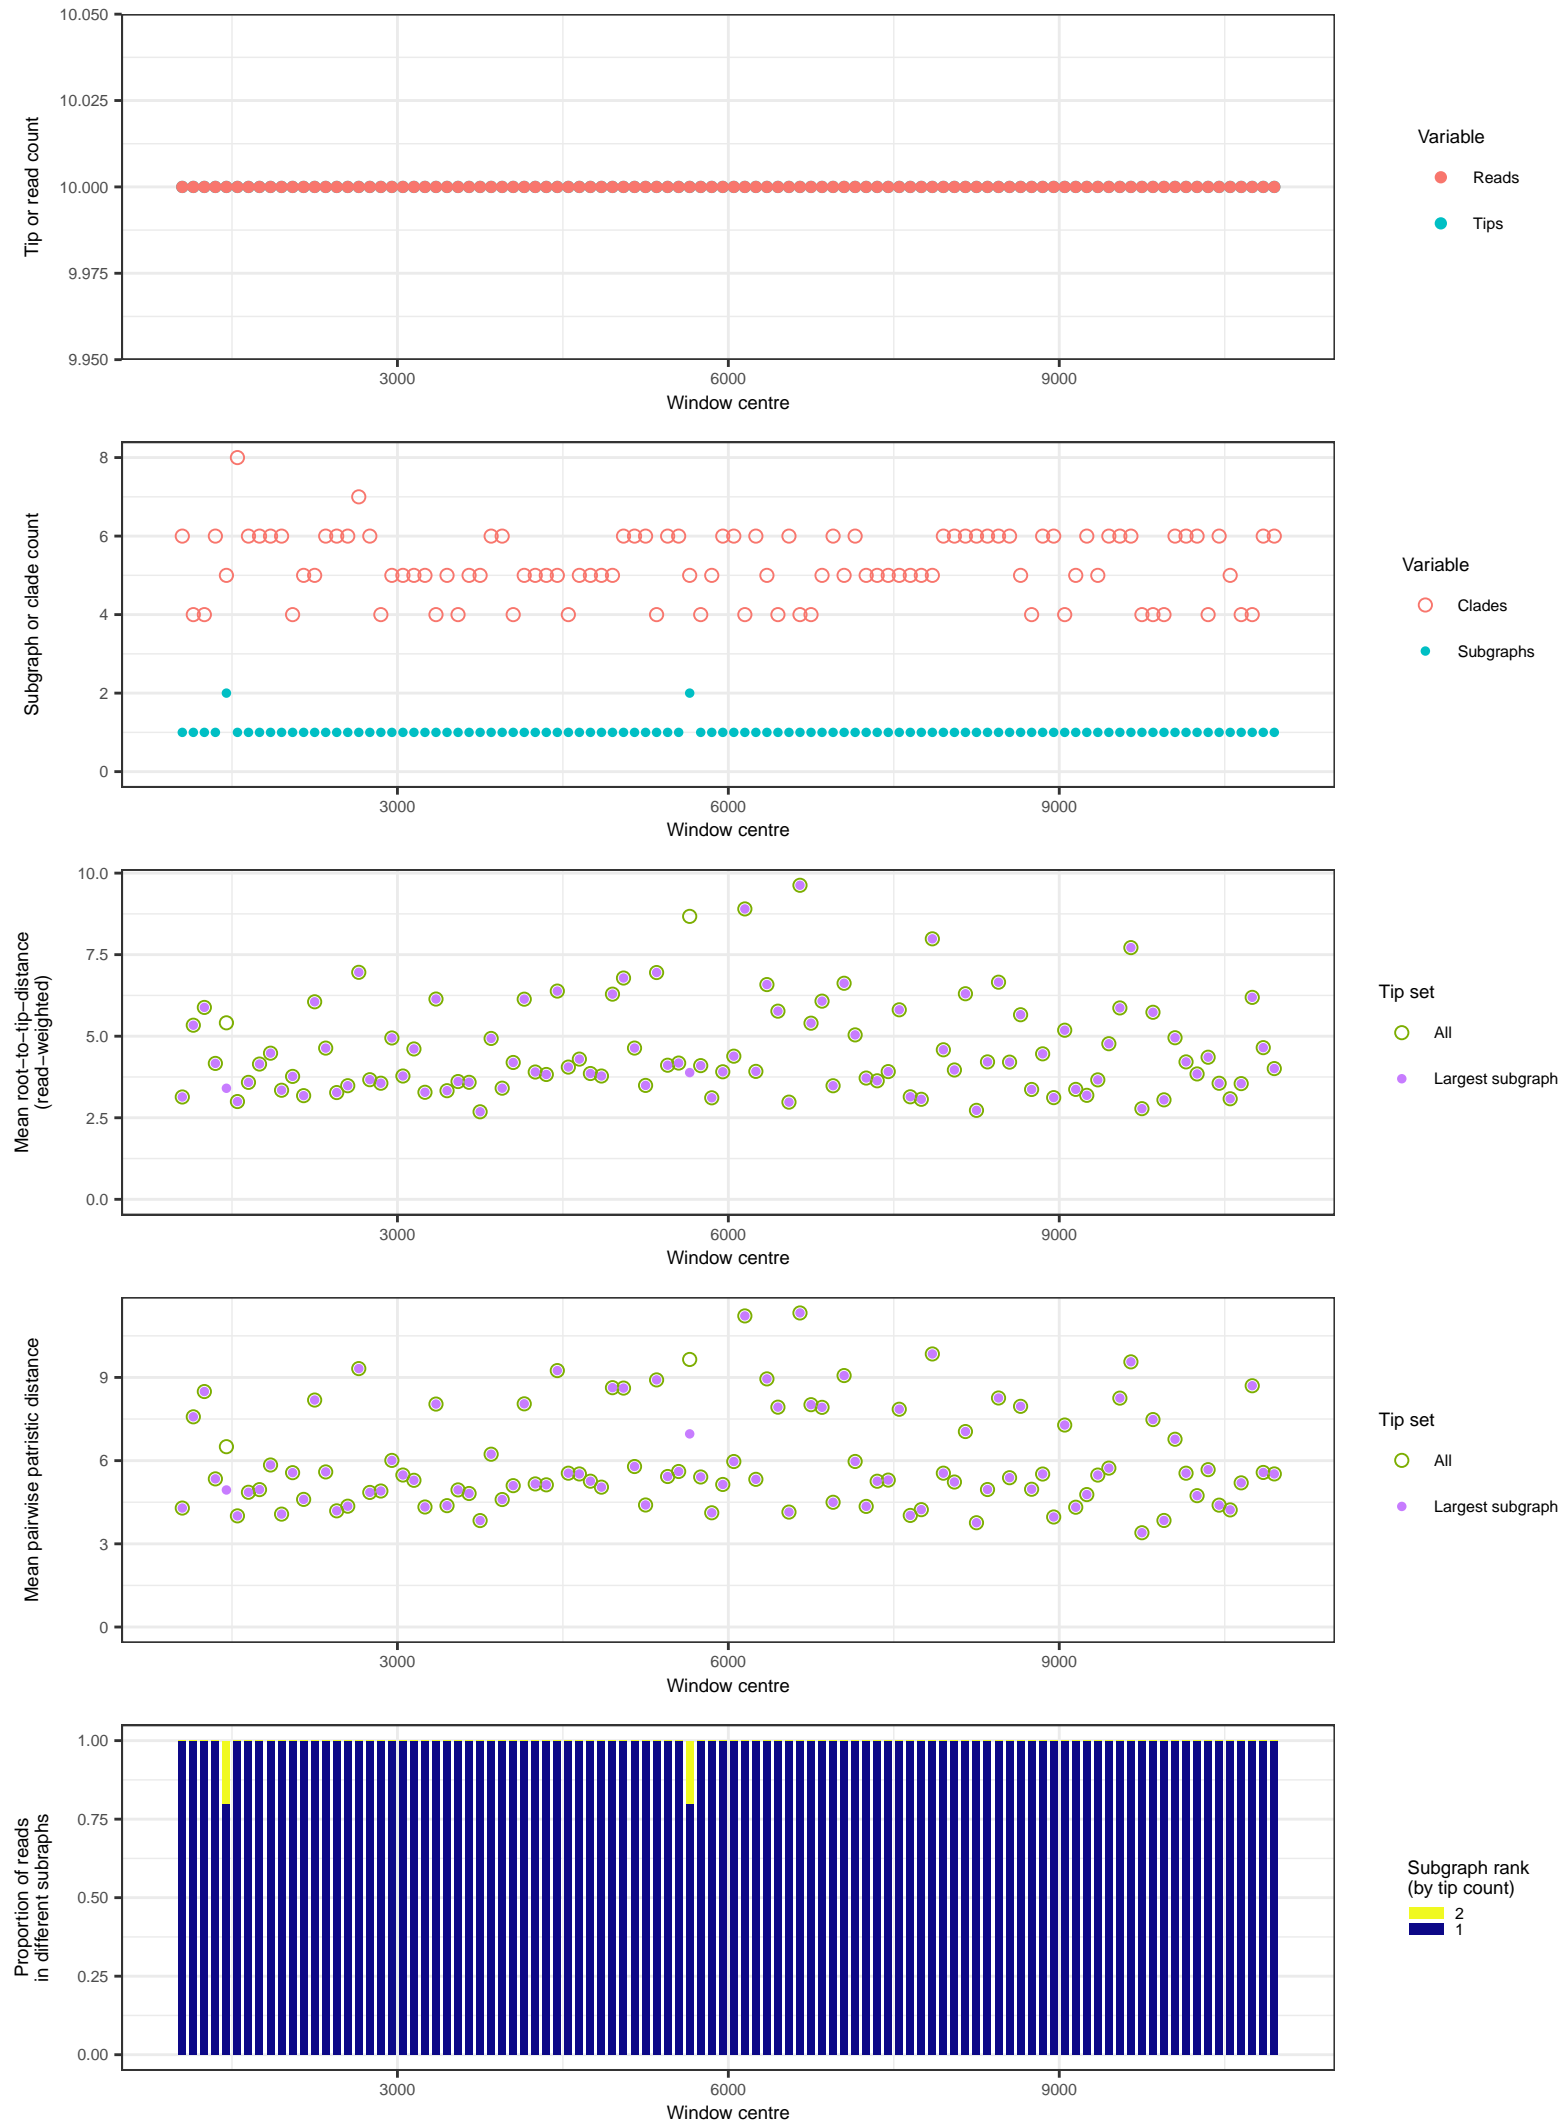 10.050
10.025
10.000
9.975
9.950
Tip or read count
3000 6000 9000
Window centre
Variable
Reads
Tips
8
6
4
2
0
Subgraph or clade count
3000 6000 9000
Window centre
Variable
Clades
Subgraphs
10.0
7.5
5.0
2.5
0.0
Mean root−to−tip−distance
(read−weighted)
3000 6000 9000
Window centre
Tip set
All
Largest subgraph
9
6
3
0
Mean pairwise patristic distance
3000 6000 9000
Window centre
Tip set
All
Largest subgraph
1.00
0.75
0.50
0.25
0.00
Proportion of reads
in different subraphs
3000 6000 9000
Window centre
Subgraph rank
(by tip count)
2
1